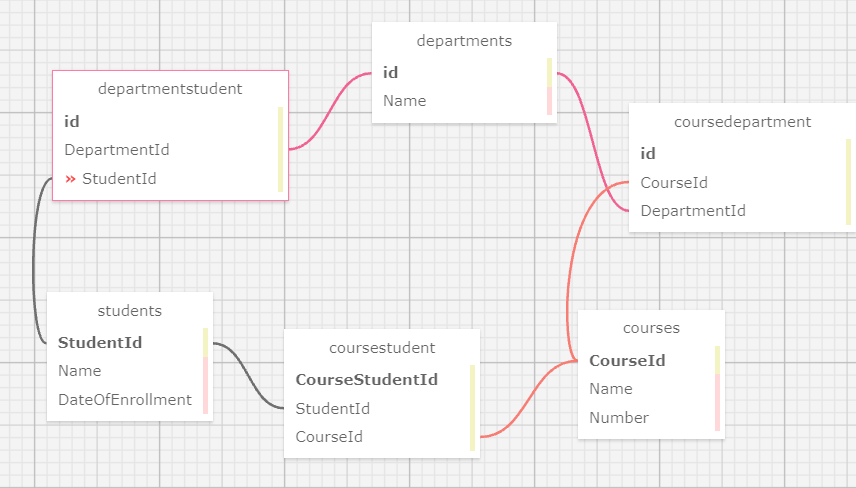 departments
id
Name
departmentstudent
id
DepartmentId
» StudentId
coursedepartment
id
CourseId
DepartmentId
students
StudentId
Name
DateOfEnrollment
coursestudent
CourseStudentId
StudentId
CourseId
courses
CourseId
Name
Number